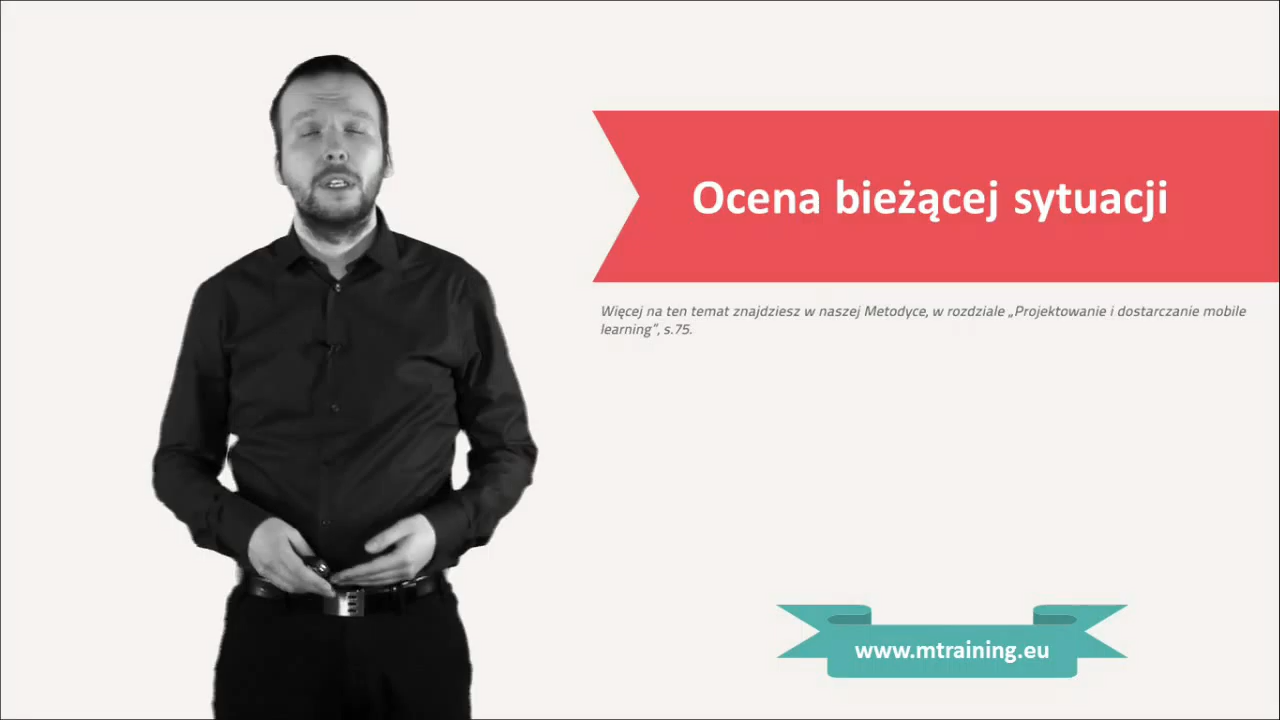 Ocena bieżącej sytuacji
Więcej na ten temat znajdziesz w naszej Metodyce, w rozdziale „Projektowanie i dostarczanie mobile
learning”, s.75.
www.mtraining.eu